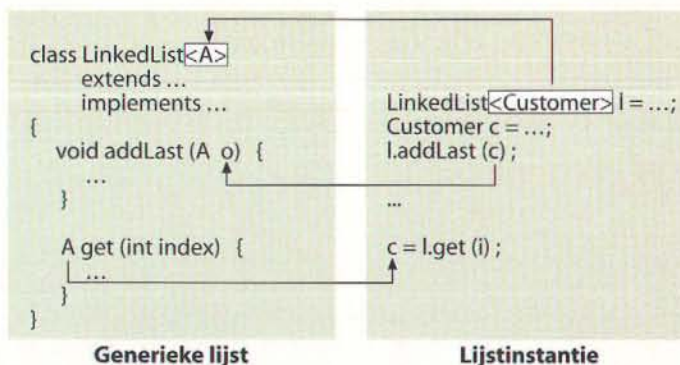 class LinkedList<A>
extends ...
implements ...
{
void addLast (A o) {
...
}
A get (int index) {
...
}
}
Generieke lijst
LinkedList<Customer> l = ...;
Customer c = ...;
l.addLast (c) ;
...
c = l.get (i) ;
Lijstinstantie